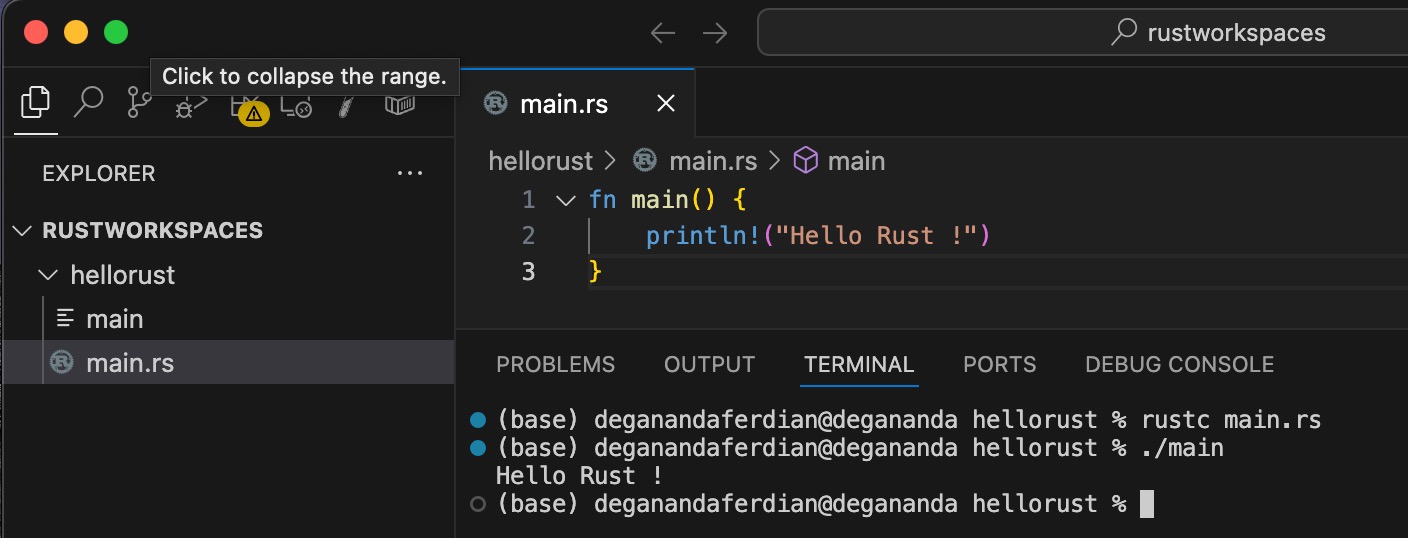 rustworkspaces
Click to collapse the range.
main.rs
EXPLORER
hellorust > main.rs > main
RUSTWORKSPACES
hellorust
main
main.rs
1 fn main() {
2 println!("Hello Rust !")
3 }
PROBLEMS OUTPUT TERMINAL PORTS DEBUG CONSOLE
(base) deganandaferdian@degananda hellorust % rustc main.rs
(base) deganandaferdian@degananda hellorust % ./main
Hello Rust !
(base) deganandaferdian@degananda hellorust %